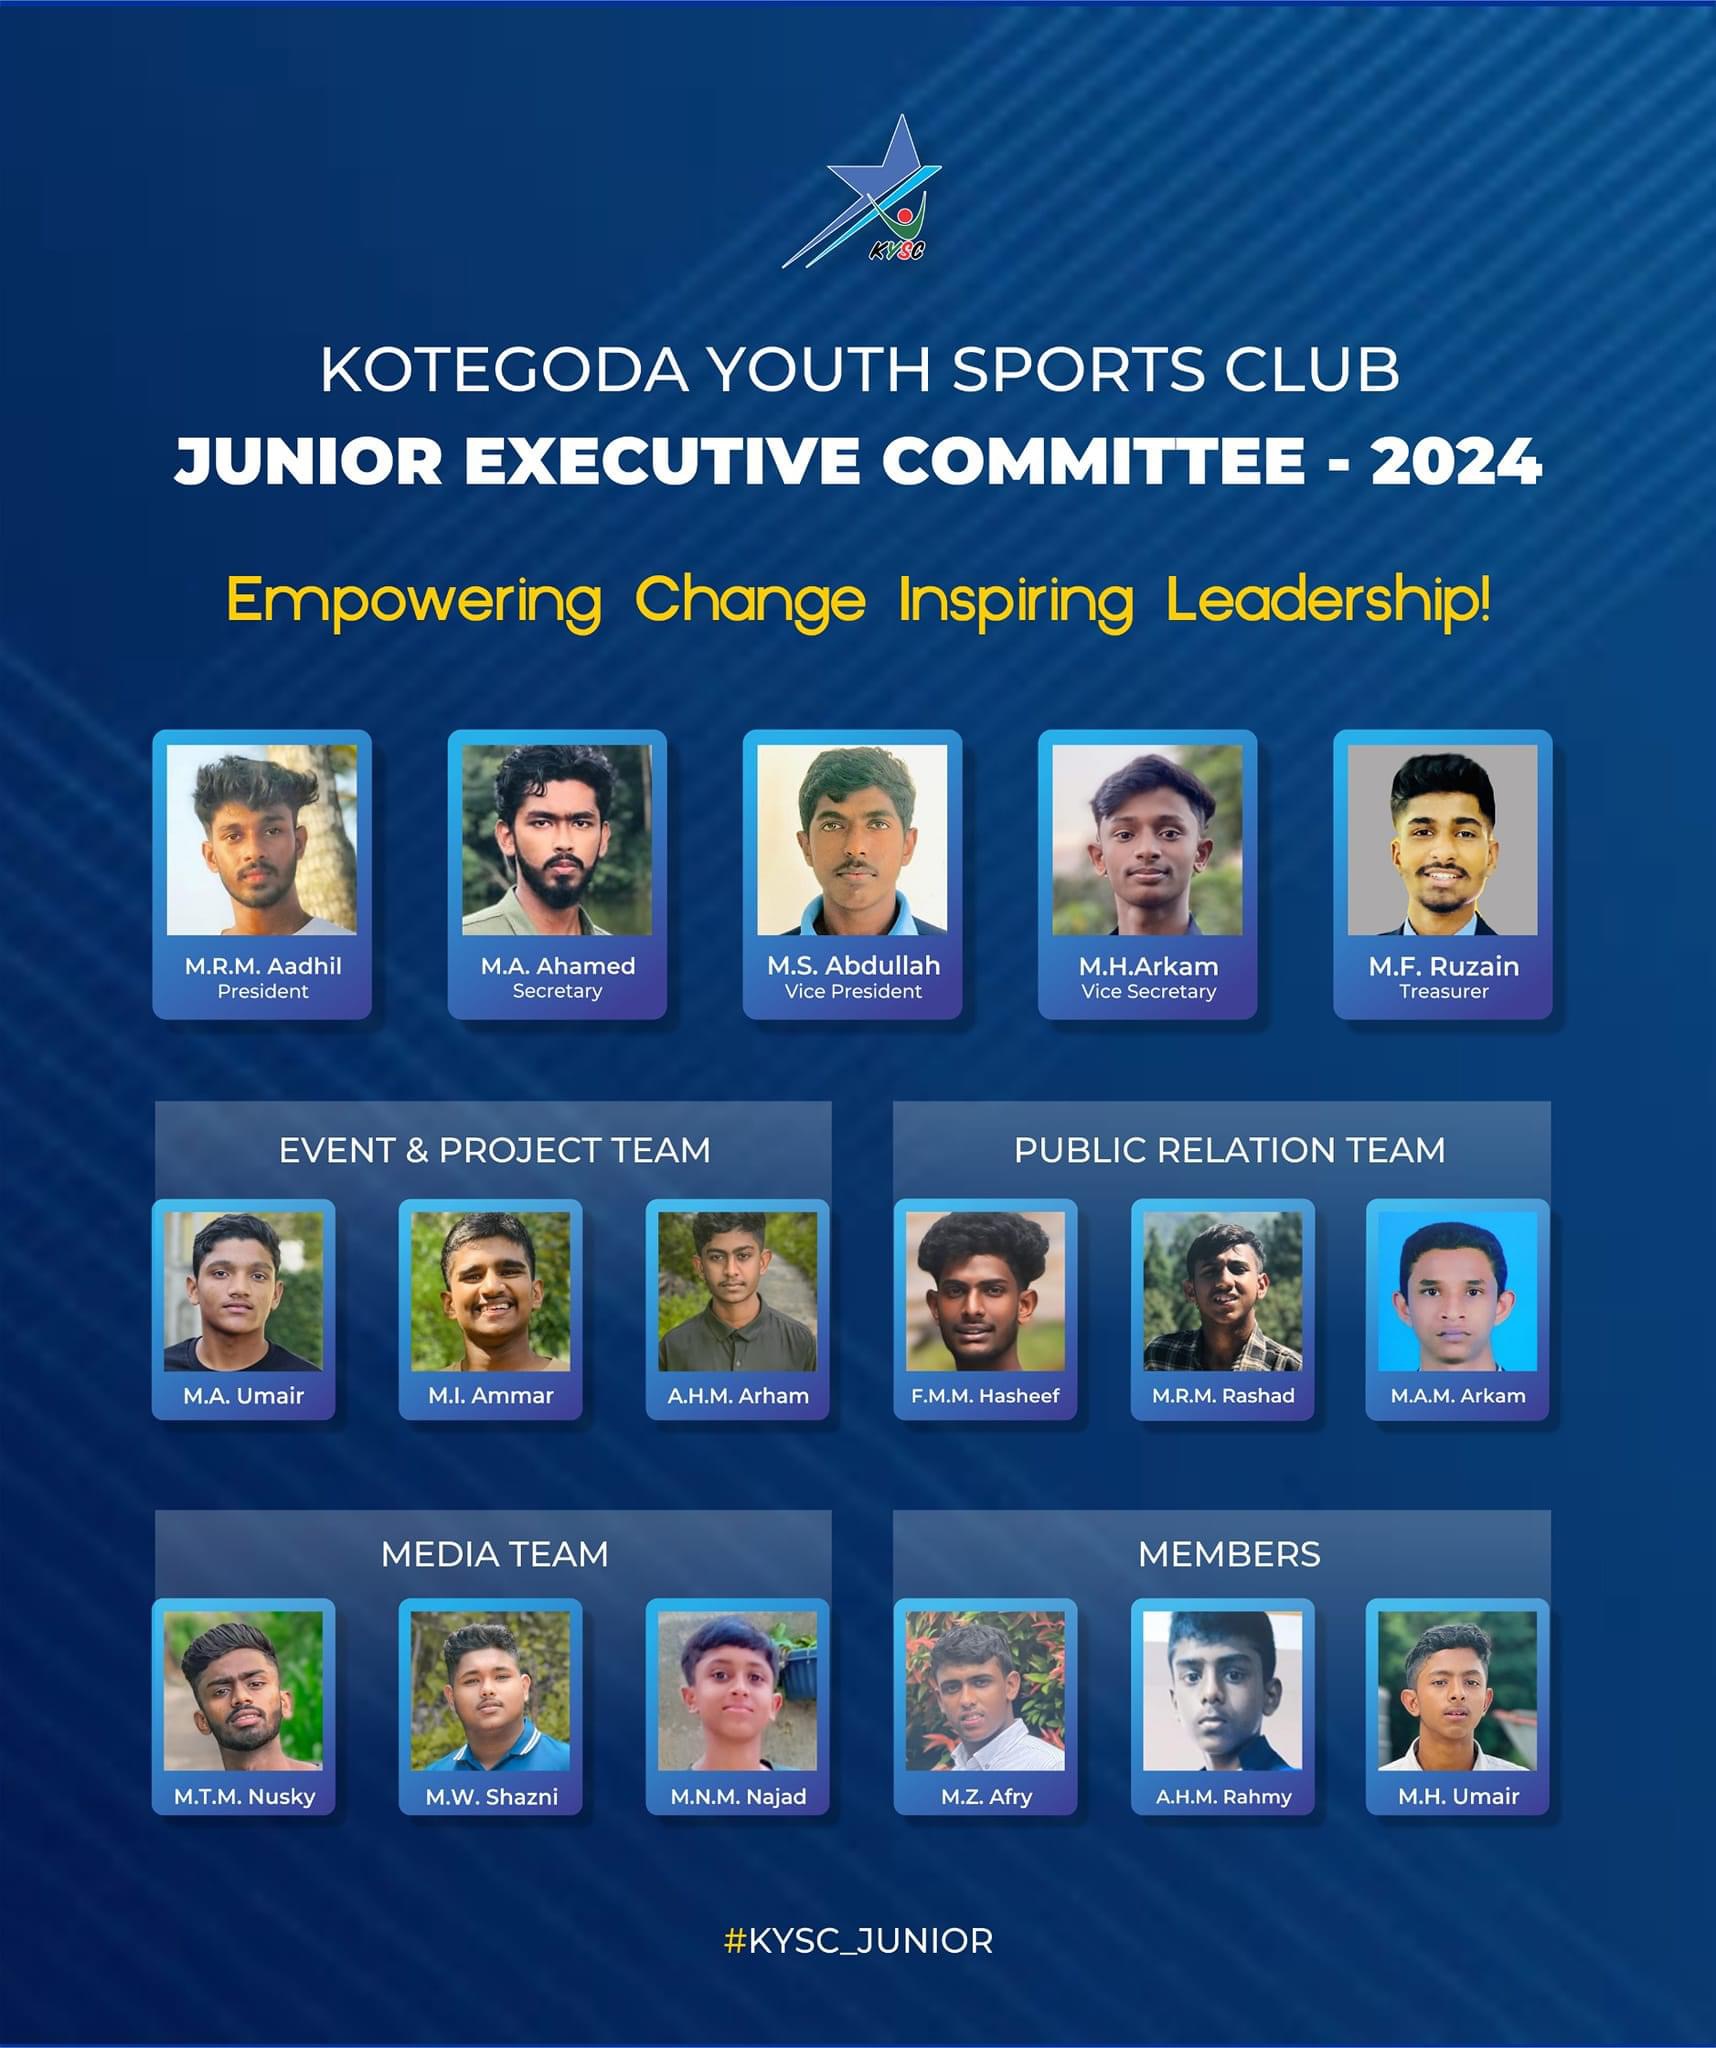 KYSC
KOTEGODA YOUTH SPORTS CLUB
JUNIOR EXECUTIVE COMMITTEE - 2024
Empowering Change Inspiring Leadership!
M.R.M. Aadhil
President
M.A. Ahamed
Secretary
M.S. Abdullah
Vice President
M.H.Arkam
Vice Secretary
M.F. Ruzain
Treasurer
EVENT & PROJECT TEAM
M.A. Umair
M.I. Ammar
A.H.M. Arham
PUBLIC RELATION TEAM
F.M.M. Hasheef
M.R.M. Rashad
M.A.M. Arkam
MEDIA TEAM
M.T.M. Nusky
M.W. Shazni
M.N.M. Najad
MEMBERS
M.Z. Afry
A.H.M. Rahmy
M.H. Umair
#KYSC_JUNIOR